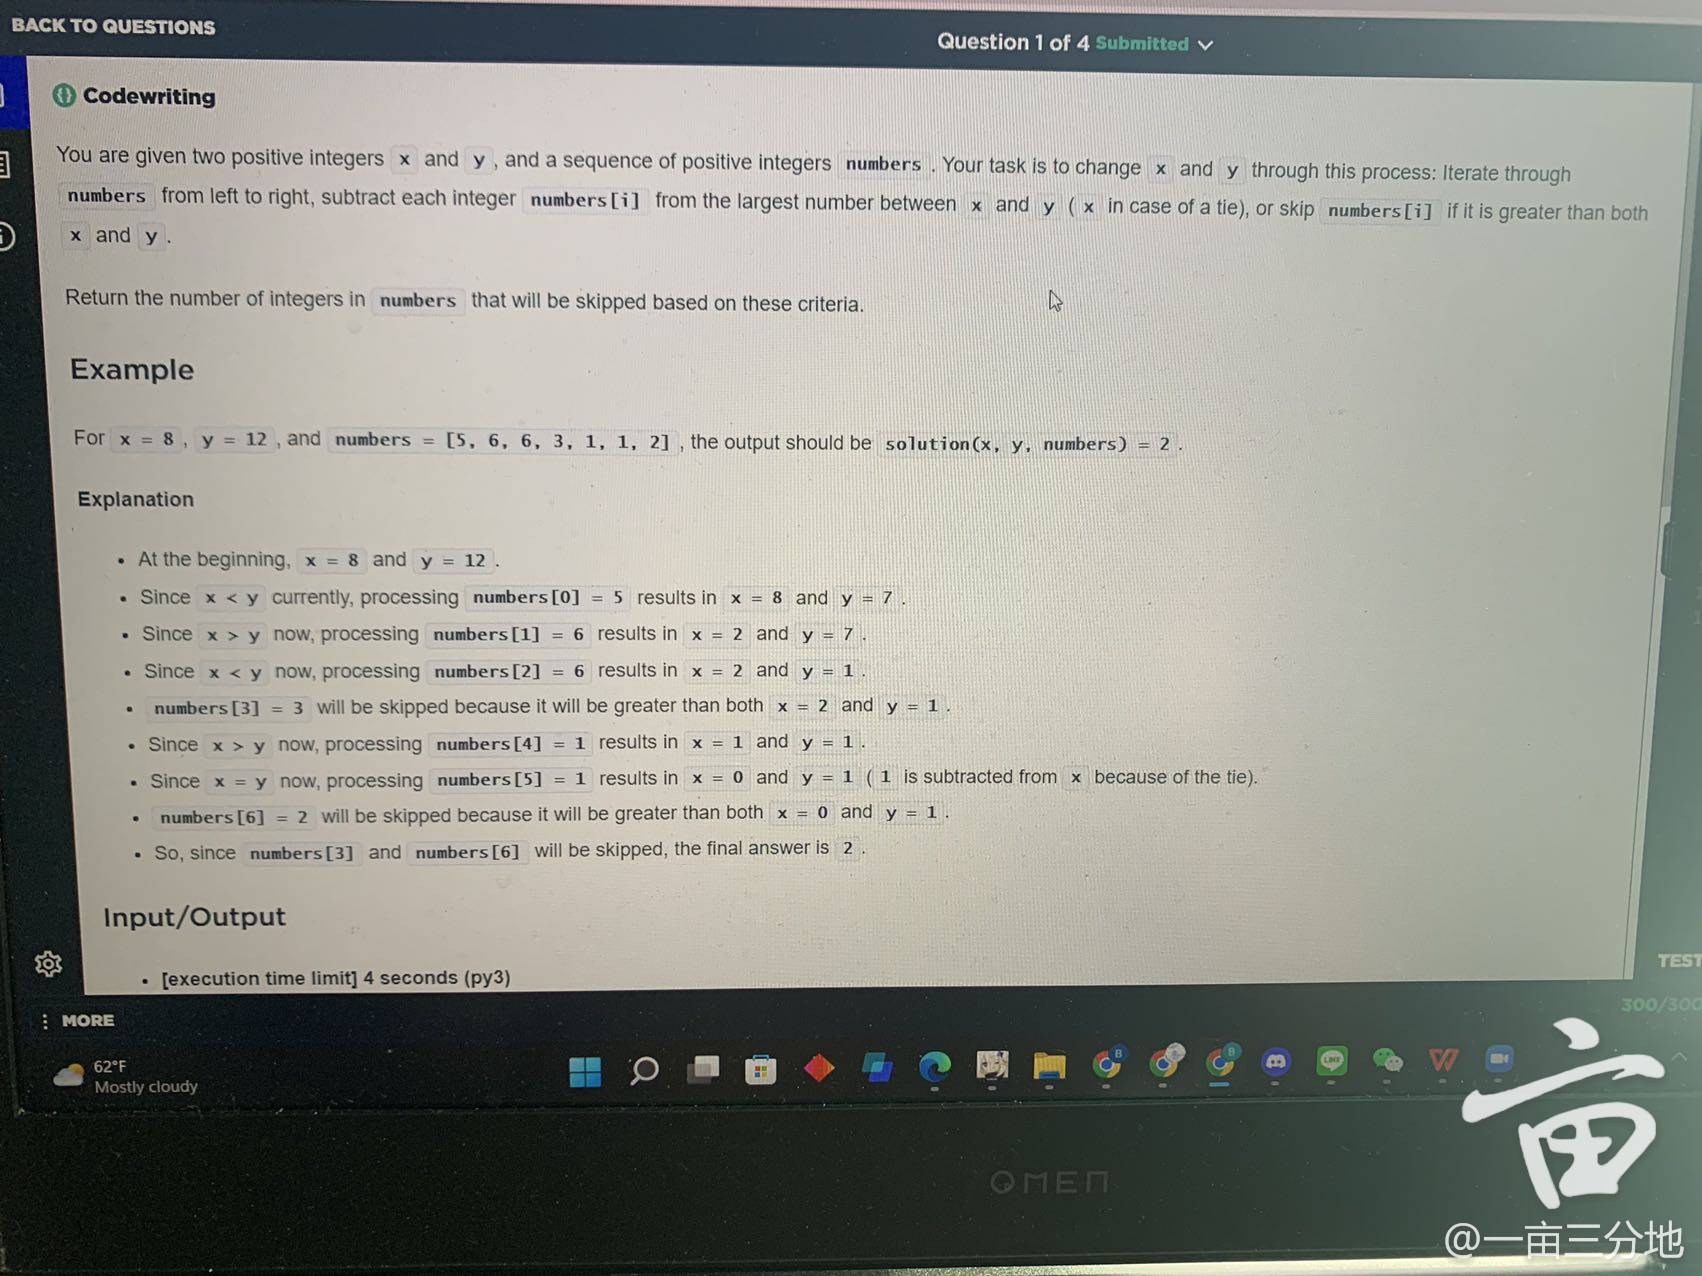 BACK TO QUESTIONS
Question 1 of 4 Submitted
Codewriting
You are given two positive integers x and y , and a sequence of positive integers numbers . Your task is to change x and y through this process: Iterate through
numbers from left to right, subtract each integer numbers[i] from the largest number between x and y ( x in case of a tie), or skip numbers[i] if it is greater than both
x and y .
Return the number of integers in numbers that will be skipped based on these criteria.
Example
For x = 8 , y = 12 , and numbers = [5, 6, 6, 3, 1, 1, 2] , the output should be solution(x, y, numbers) = 2 .
Explanation
• At the beginning, x = 8 and y = 12 .
• Since x < y currently, processing numbers[0] = 5 results in x = 8 and y = 7 .
• Since x > y now, processing numbers[1] = 6 results in x = 2 and y = 7 .
• Since x < y now, processing numbers[2] = 6 results in x = 2 and y = 1 .
• numbers[3] = 3 will be skipped because it will be greater than both x = 2 and y = 1 .
• Since x > y now, processing numbers[4] = 1 results in x = 1 and y = 1 .
• Since x = y now, processing numbers[5] = 1 results in x = 0 and y = 1 ( 1 is subtracted from x because of the tie).
• numbers[6] = 2 will be skipped because it will be greater than both x = 0 and y = 1 .
• So, since numbers[3] and numbers[6] will be skipped, the final answer is 2 .
Input/Output
• [execution time limit] 4 seconds (py3)
TEST
300/300
MORE
62°F
Mostly cloudy
OMEN
亩
@一亩三分地